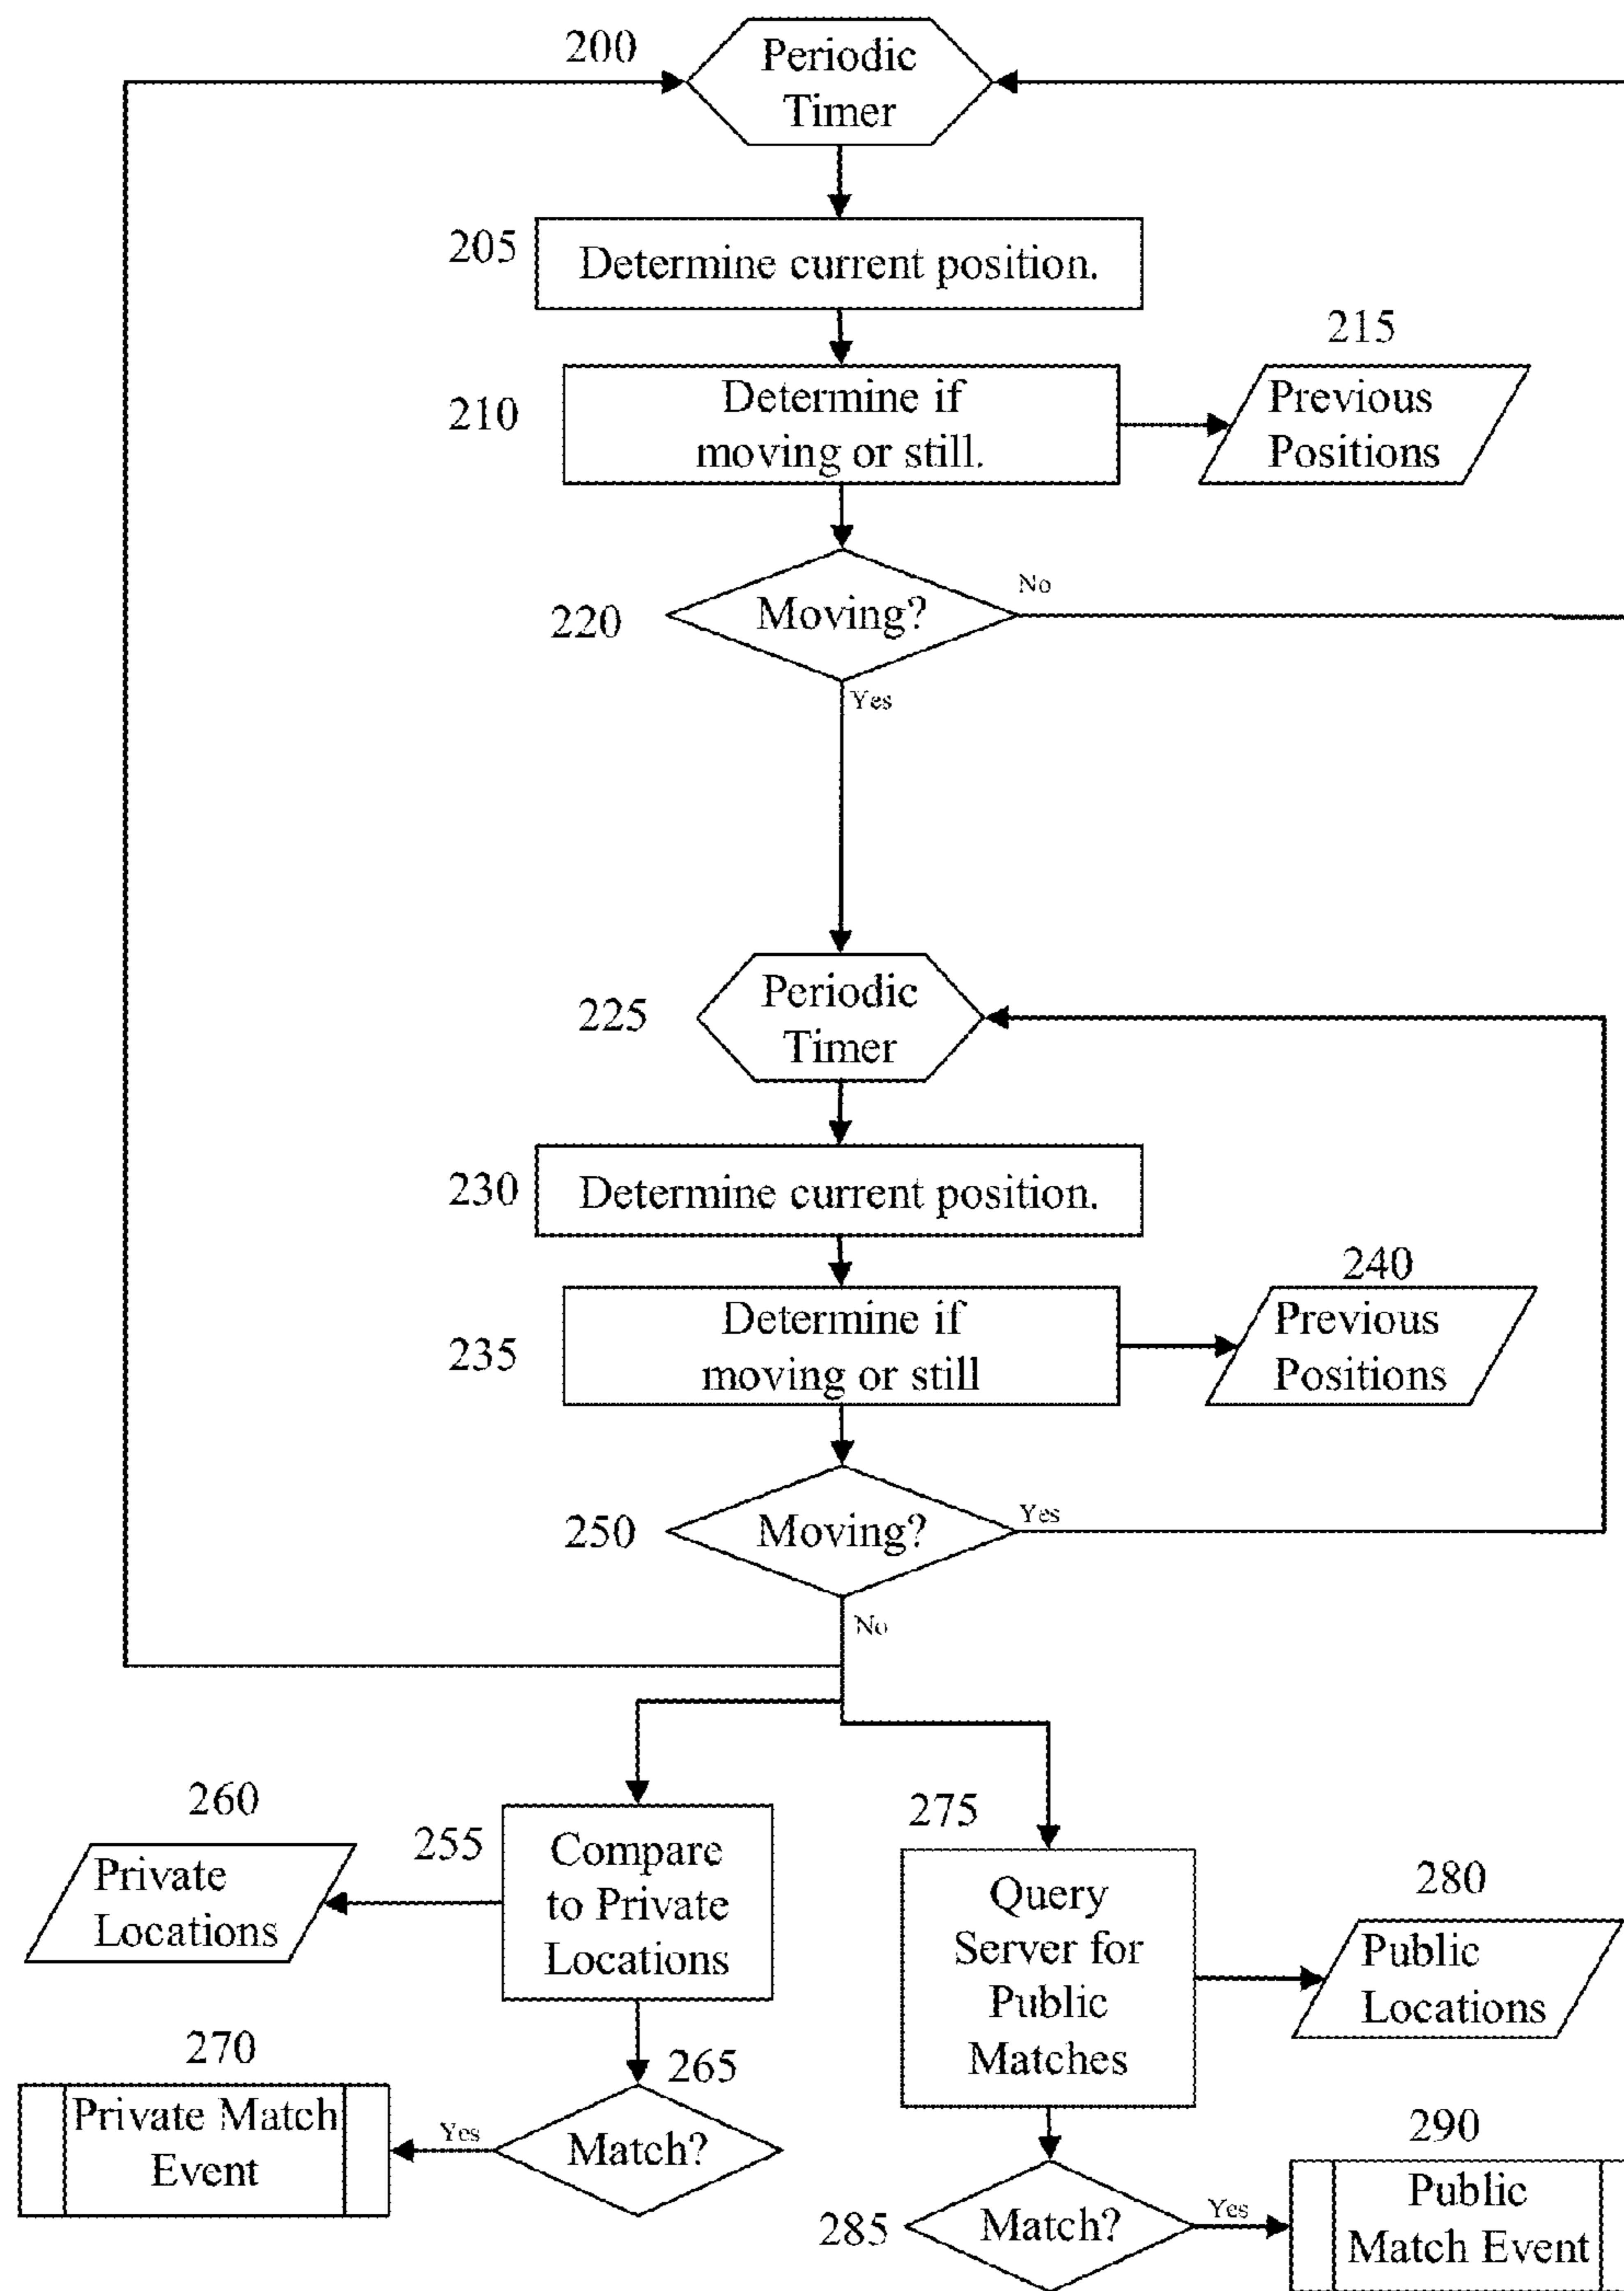 200
Periodic
Timer
205
Determine current position.
215
210
Determine if
moving or still.
Previous
Positions
220
Moving?
No
Yes
225
Periodic
Timer
230
Determine current position.
240
235
Determine if
moving or still
Previous
Positions
250
Moving?
Yes
No
260
Private
Locations
255
Compare
to Private
Locations
275
Query
Server for
Public
Matches
280
Public
Locations
270
Private Match
Event
Yes
265
Match?
285
Match?
Yes
290
Public
Match Event